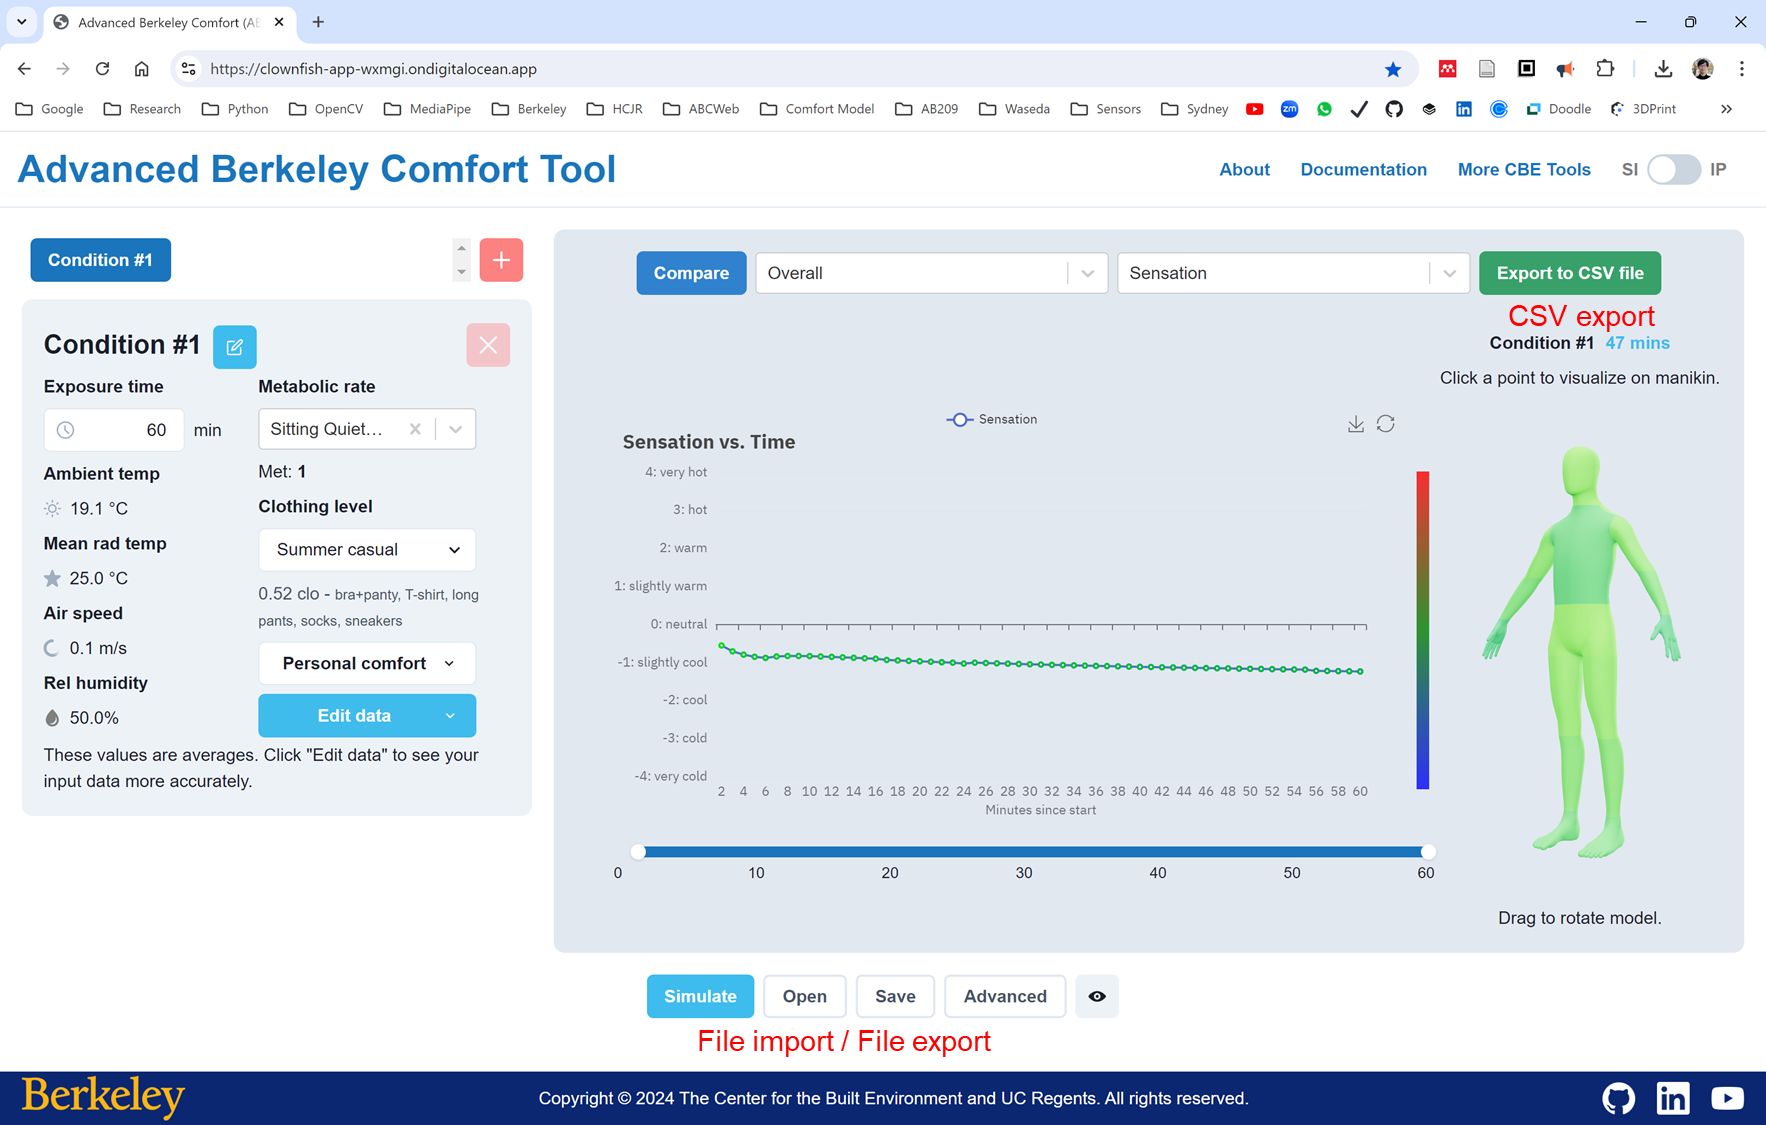 Advanced Berkeley Comfort (AB
https://clownfish-app-wxmgi.ondigitalocean.app
Google Research Python OpenCV MediaPipe Berkeley HCJR ABCWeb Comfort Model AB209 Waseda Sensors Sydney zm Doodle 3DPrint
Advanced Berkeley Comfort Tool
About Documentation More CBE Tools SI IP
Condition #1
Condition #1
Exposure time
60 min
Ambient temp
19.1 °C
Mean rad temp
25.0 °C
Air speed
0.1 m/s
Rel humidity
50.0%
Metabolic rate
Sitting Quiet...
Met: 1
Clothing level
Summer casual
0.52 clo - bra+panty, T-shirt, long
pants, socks, sneakers
Personal comfort
Edit data
These values are averages. Click "Edit data" to see your
input data more accurately.
Compare Overall Sensation Export to CSV file
CSV export
Condition #1 47 mins
Click a point to visualize on manikin.
Sensation
Sensation vs. Time
4: very hot
3: hot
2: warm
1: slightly warm
0: neutral
-1: slightly cool
-2: cool
-3: cold
-4: very cold
2 4 6 8 10 12 14 16 18 20 22 24 26 28 30 32 34 36 38 40 42 44 46 48 50 52 54 56 58 60
Minutes since start
0 10 20 30 40 50 60
Drag to rotate model.
Simulate Open Save Advanced
File import / File export
Berkeley
Copyright © 2024 The Center for the Built Environment and UC Regents. All rights reserved.
in